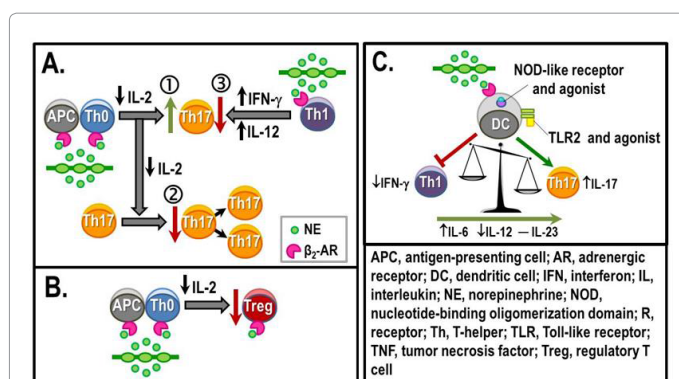 A.
① ③
↓IL-2 ↑IFN-γ
APC Th0 Th17 Th1
↑IL-12
↓IL-2
②
Th17 Th17 Th17
Th17
NE
β2-AR
B.
↓IL-2
APC Th0 Treg
C.
NOD-like receptor
and agonist
DC
TLR2 and agonist
↓IFN-γ Th1 Th17 ↑IL-17
↑IL-6 ↓IL-12 — IL-23
APC, antigen-presenting cell; AR, adrenergic
receptor; DC, dendritic cell; IFN, interferon; IL,
interleukin; NE, norepinephrine; NOD,
nucleotide-binding oligomerization domain; R,
receptor; Th, T-helper; TLR, Toll-like receptor;
TNF, tumor necrosis factor; Treg, regulatory T
cell